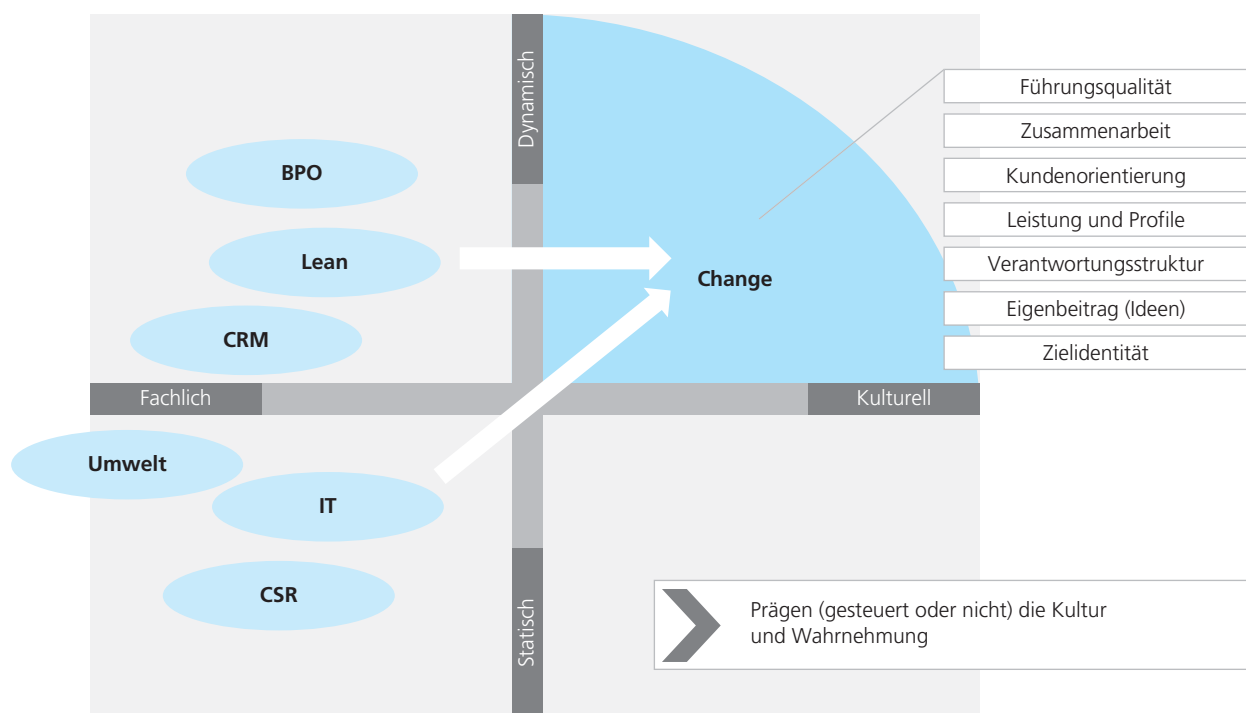 Dynamisch
Führungsqualität
Zusammenarbeit
BPO
Kundenorientierung
Leistung und Profile
Lean
Verantwortungsstruktur
Change
Eigenbeitrag (Ideen)
CRM
Zielidentität
Fachlich
Kulturell
Umwelt
IT
CSR
Statisch
Prägen (gesteuert oder nicht) die Kultur
und Wahrnehmung